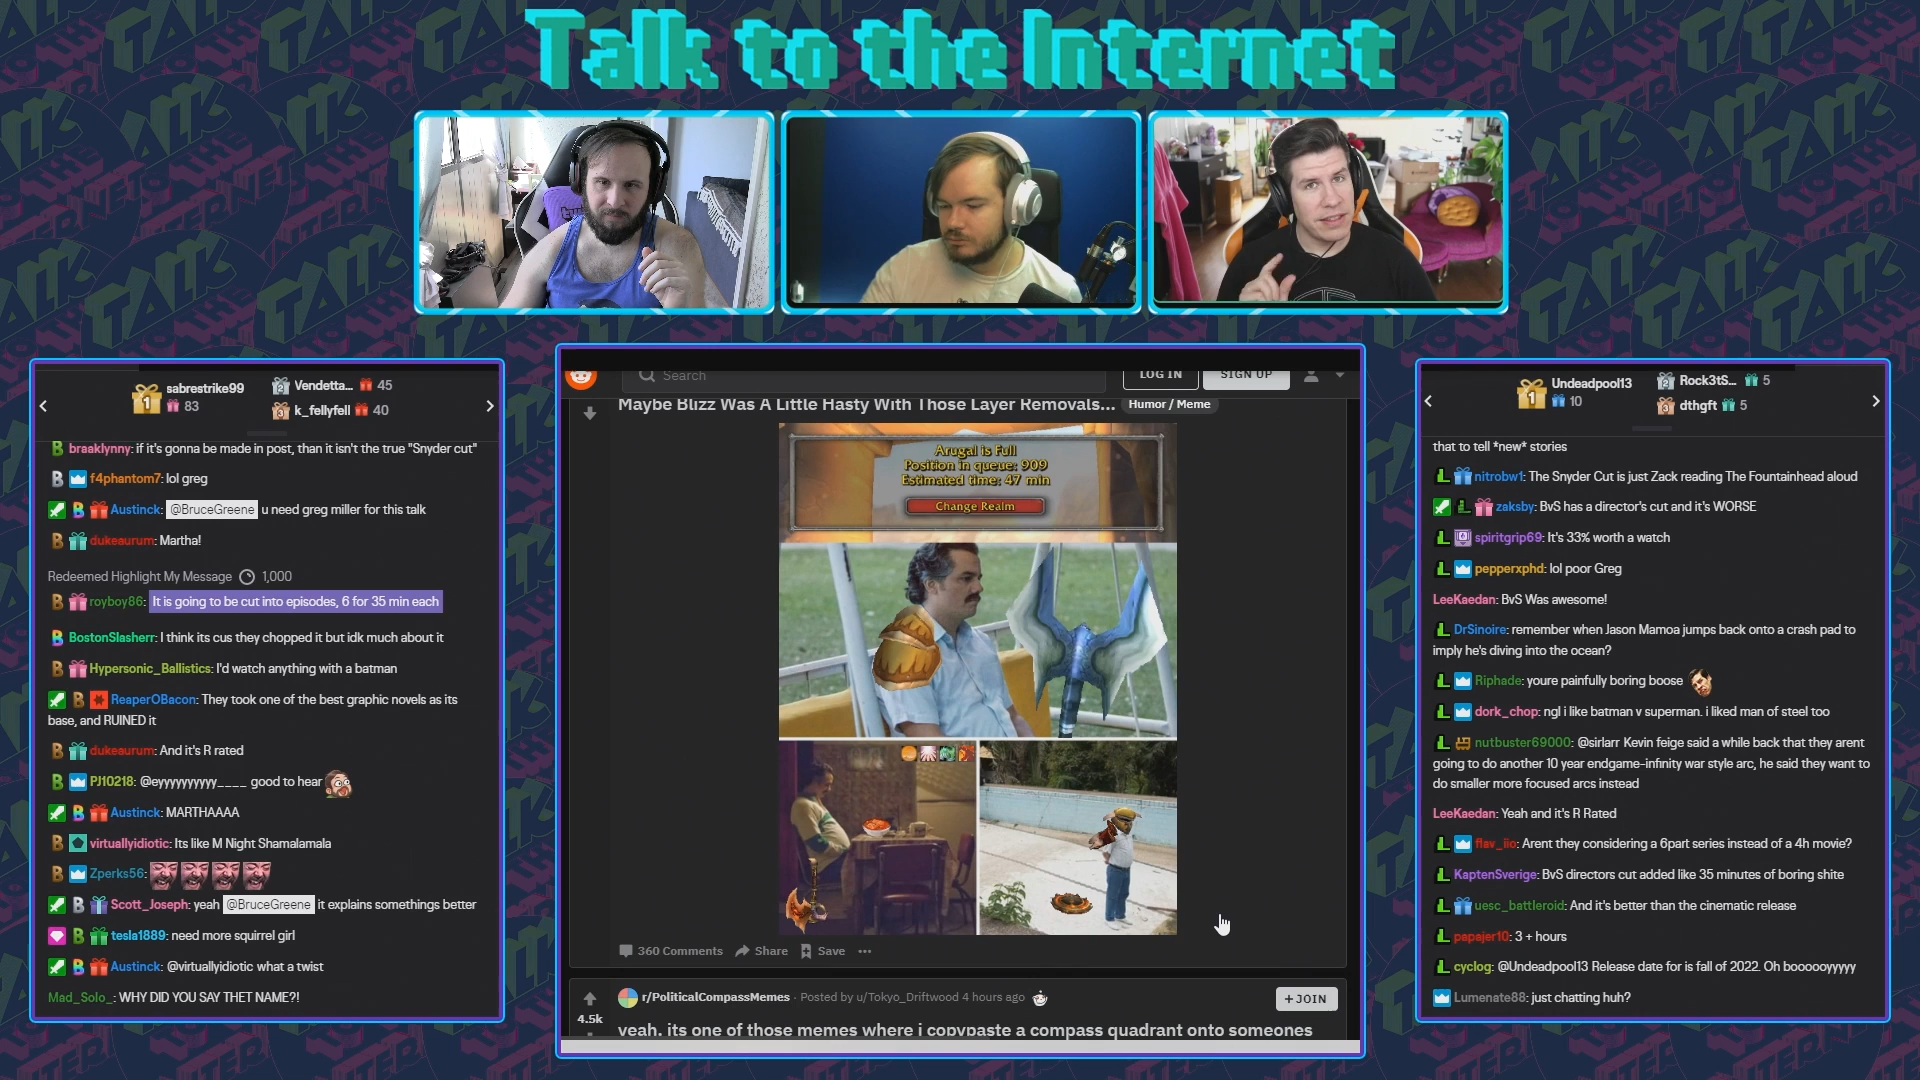 Talk to the Internet
sabrestrike99
83
Vendetta... 45
k_fellyfell 40
braaklynny: if it's gonna be made in post, than it isn't the true "Snyder cut"
f4phantom7: lol greg
Austinck: @BruceGreene u need greg miller for this talk
dukeaurum: Martha!
Redeemed Highlight My Message 1,000
royboy86: It is going to be cut into episodes, 6 for 35 min each
BostonSlasherr: I think its cus they chopped it but idk much about it
Hypersonic_Ballistics: I'd watch anything with a batman
ReaperOBacon: They took one of the best graphic novels as its
base, and RUINED it
dukeaurum: And it's R rated
PJ10218: @eyyyyyyyyyy____ good to hear
Austinck: MARTHAAAA
virtuallyidiotic: Its like M Night Shamalamala
Zperks56:
Scott_Joseph: yeah @BruceGreene it explains somethings better
tesla1889: need more squirrel girl
Austinck: @virtuallyidiotic what a twist
Mad_Solo_: WHY DID YOU SAY THET NAME?!
Search
LOG IN
SIGN UP
Maybe Blizz Was A Little Hasty With Those Layer Removals... Humor / Meme
Arugal is Full
Position in queue: 909
Estimated time: 47 min
Change Realm
360 Comments Share Save
r/PoliticalCompassMemes · Posted by u/Tokyo_Driftwood 4 hours ago
+ JOIN
4.5k
yeah, its one of those memes where i copypaste a compass quadrant onto someones
Undeadpool13
10
Rock3tS... 5
dthgft 5
that to tell *new* stories
nitrobw1: The Snyder Cut is just Zack reading The Fountainhead aloud
zaksby: BvS has a director's cut and it's WORSE
spiritgrip69: It's 33% worth a watch
pepperxphd: lol poor Greg
LeeKaedan: BvS Was awesome!
DrSinoire: remember when Jason Mamoa jumps back onto a crash pad to
imply he's diving into the ocean?
Riphade: youre painfully boring boose
dork_chop: ngl i like batman v superman. i liked man of steel too
nutbuster69000: @sirlarr Kevin feige said a while back that they arent
going to do another 10 year endgame-infinity war style arc, he said they want to
do smaller more focused arcs instead
LeeKaedan: Yeah and it's R Rated
flav_iio: Arent they considering a 6part series instead of a 4h movie?
KaptenSverige: BvS directors cut added like 35 minutes of boring shite
uesc_battleroid: And it's better than the cinematic release
papajer10: 3 + hours
cyclog: @Undeadpool13 Release date for is fall of 2022. Oh boooooyyyyy
Lumenate88: just chatting huh?